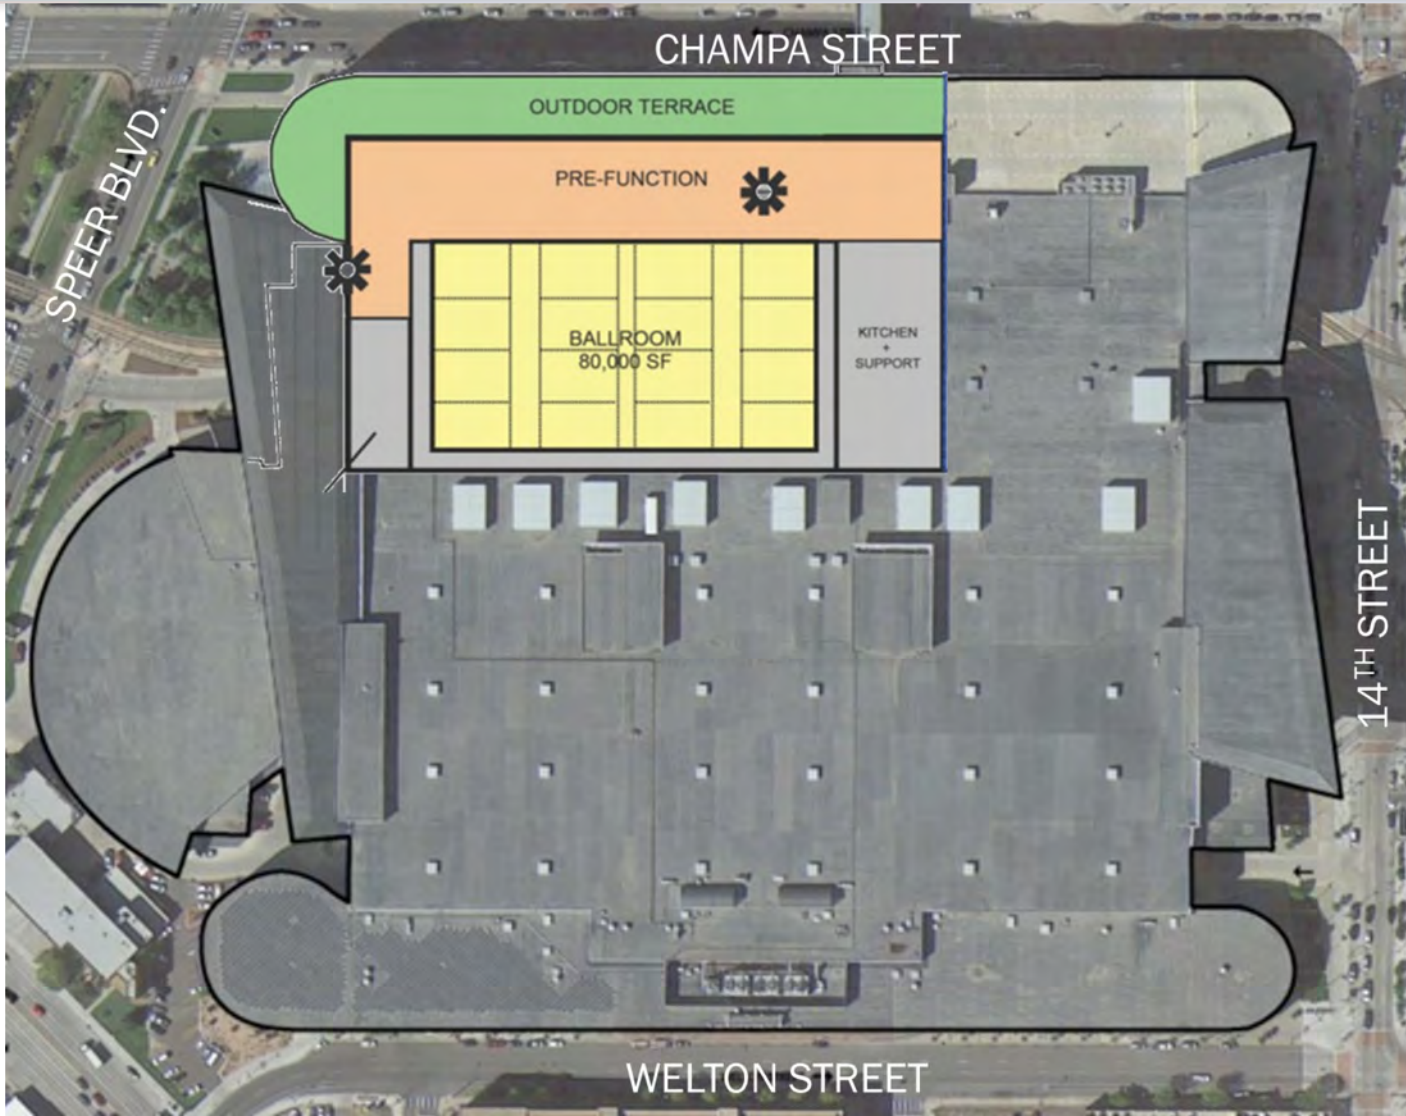 CHAMPA STREET
OUTDOOR TERRACE
SPEER BLVD.
PRE-FUNCTION
BALLROOM
80,000 SF
KITCHEN
+
SUPPORT
14TH STREET
WELTON STREET